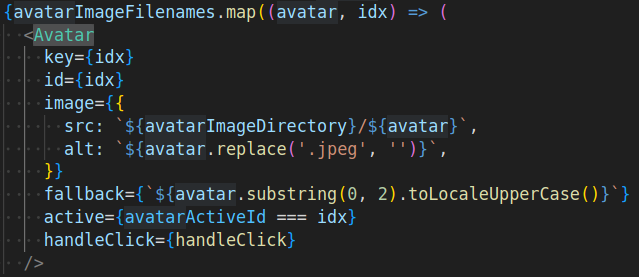 {avatarImageFilenames.map((avatar, idx) => (
<Avatar
key={idx}
id={idx}
image={{
src: `${avatarImageDirectory}/${avatar}`,
alt: `${avatar.replace('.jpeg', '')}`,
}}
fallback={`${avatar.substring(0, 2).toLocaleUpperCase()}`}
active={avatarActiveId === idx}
handleClick={handleClick}
/>